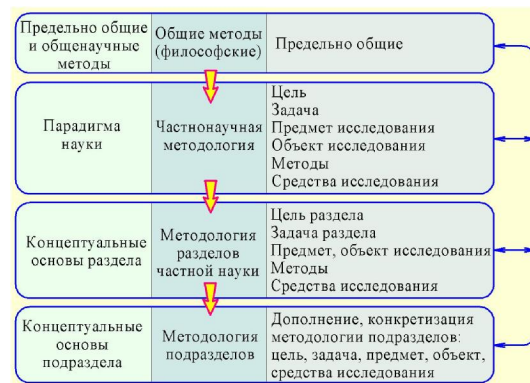 Предельно общие
и общенаучные
методы
Общие методы
(философские)
Предельно общие
Парадигма
науки
Частнонаучная
методология
Цель
Задача
Предмет исследования
Объект исследования
Методы
Средства исследования
Концептуальные
основы раздела
Методология
разделов
частной науки
Цель раздела
Задача раздела
Предмет, объект исследования
Методы
Средства исследования
Концептуальные
основы
подраздела
Методология
подразделов
Дополнение, конкретизация
методологии подразделов:
цель, задача, предмет, объект,
средства исследования